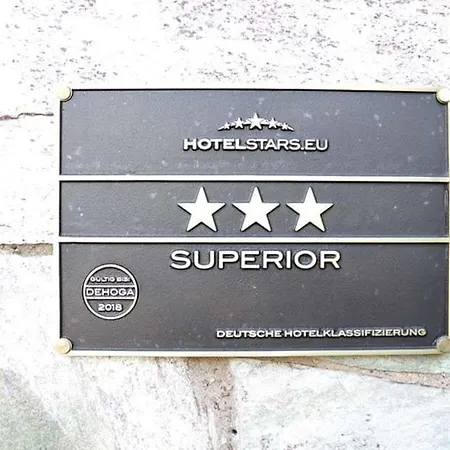 HOTELSTARS.EU
SUPERIOR
GÜLTIG BIS:
DEHOGA
2018
DEUTSCHE HOTELKLASSIFIZIERUNG